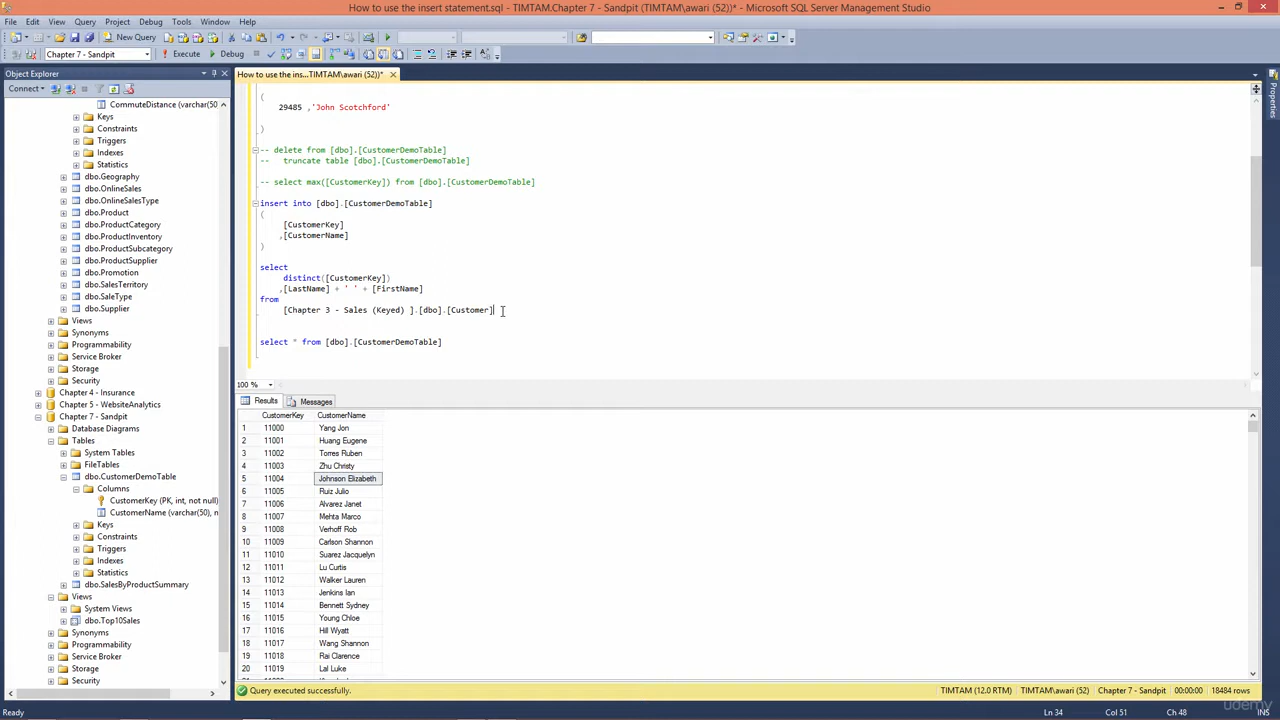 How to use the insert statement.sql - TIMTAM.Chapter 7 - Sandpit (TIMTAM\awari (52))* - Microsoft SQL Server Management Studio
File Edit View Query Project Debug Tools Window Help
New Query
Chapter 7 - Sandpit Execute Debug
Object Explorer
How to use the ins...TIMTAM\awari (52))*
Properties
Connect
CommuteDistance (varchar(50
Keys
Constraints
Triggers
Indexes
Statistics
dbo.Geography
dbo.OnlineSales
dbo.OnlineSalesType
dbo.Product
dbo.ProductCategory
dbo.ProductInventory
dbo.ProductSubcategory
dbo.ProductSupplier
dbo.Promotion
dbo.SalesTerritory
dbo.SaleType
dbo.Supplier
Views
Synonyms
Programmability
Service Broker
Storage
Security
Chapter 4 - Insurance
Chapter 5 - WebsiteAnalytics
Chapter 7 - Sandpit
Database Diagrams
Tables
System Tables
FileTables
dbo.CustomerDemoTable
Columns
CustomerKey (PK, int, not null)
CustomerName (varchar(50), n
Keys
Constraints
Triggers
Indexes
Statistics
dbo.SalesByProductSummary
Views
System Views
dbo.Top10Sales
Synonyms
Programmability
Service Broker
Storage
Security
(
29485 ,'John Scotchford'
)
-- delete from [dbo].[CustomerDemoTable]
-- truncate table [dbo].[CustomerDemoTable]
-- select max([CustomerKey]) from [dbo].[CustomerDemoTable]
insert into [dbo].[CustomerDemoTable]
(
[CustomerKey]
,[CustomerName]
)
select
distinct([CustomerKey])
,[LastName] + ' ' + [FirstName]
from
[Chapter 3 - Sales (Keyed) ].[dbo].[Customer]
select * from [dbo].[CustomerDemoTable]
100 %
Results Messages
CustomerKey CustomerName
1 11000 Yang Jon
2 11001 Huang Eugene
3 11002 Torres Ruben
4 11003 Zhu Christy
5 11004 Johnson Elizabeth
6 11005 Ruiz Julio
7 11006 Alvarez Janet
8 11007 Mehta Marco
9 11008 Verhoff Rob
10 11009 Carlson Shannon
11 11010 Suarez Jacquelyn
12 11011 Lu Curtis
13 11012 Walker Lauren
14 11013 Jenkins Ian
15 11014 Bennett Sydney
16 11015 Young Chloe
17 11016 Hill Wyatt
18 11017 Wang Shannon
19 11018 Rai Clarence
20 11019 Lal Luke
Query executed successfully. TIMTAM (12.0 RTM) TIMTAM\awari (52) Chapter 7 - Sandpit 00:00:00 18484 rows
udemy
Ready Ln 34 Col 51 Ch 48 INS